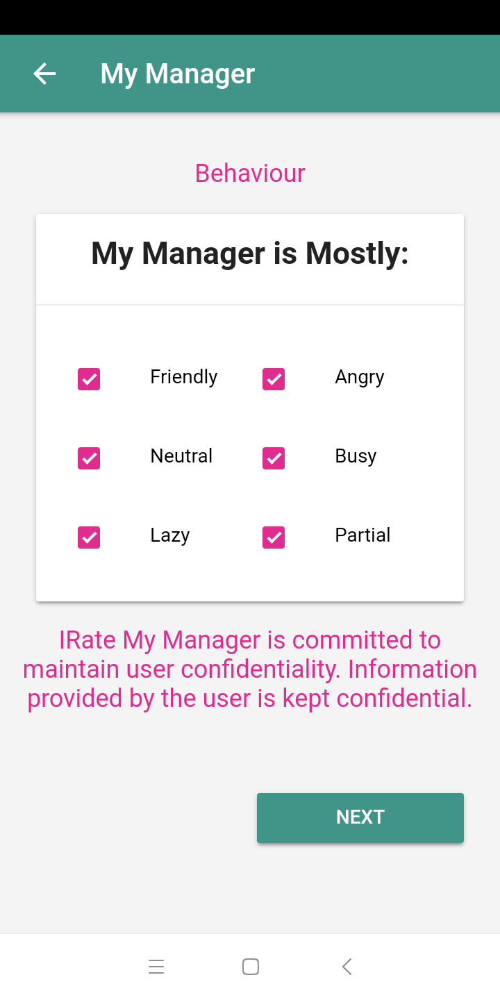 My Manager
Behaviour
My Manager is Mostly:
Friendly
Angry
Neutral
Busy
Lazy
Partial
IRate My Manager is committed to
maintain user confidentiality. Information
provided by the user is kept confidential.
NEXT